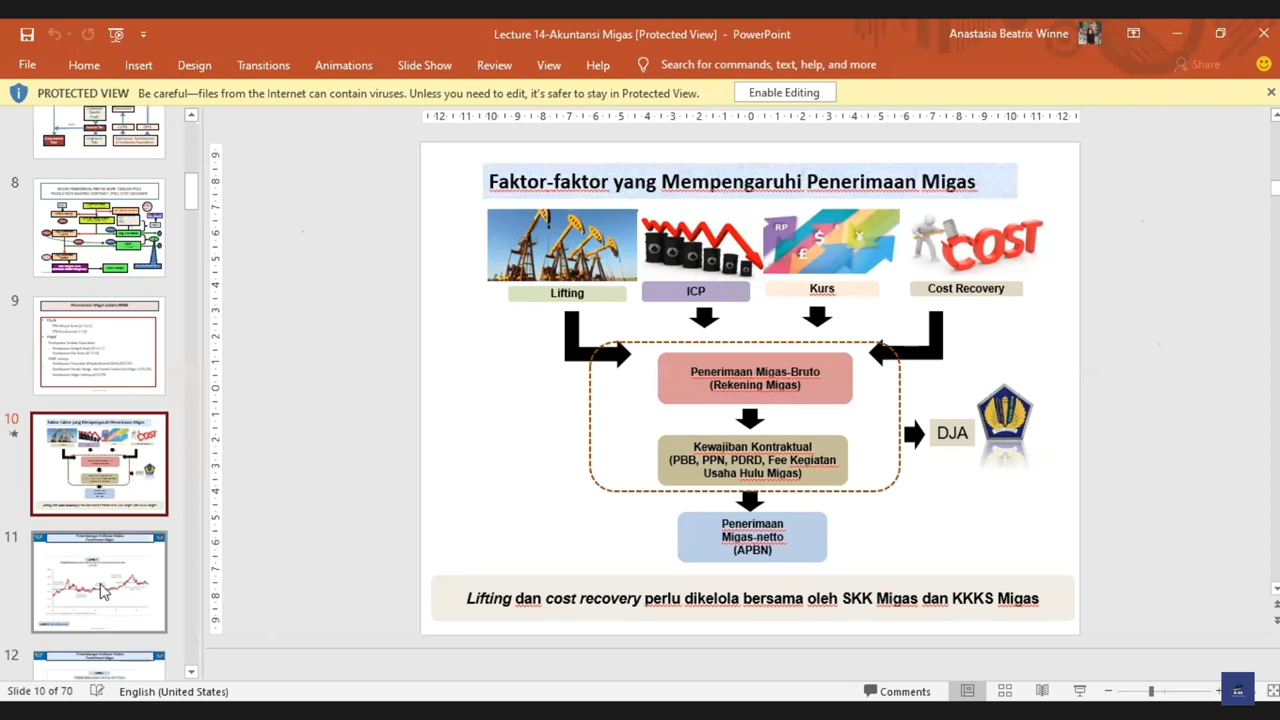 Lecture 14-Akuntansi Migas [Protected View] - PowerPoint
Anastasia Beatrix Winne
File Home Insert Design Transitions Animations Slide Show Review View Help Search for commands, text, help, and more Share
PROTECTED VIEW Be careful—files from the Internet can contain viruses. Unless you need to edit, it's safer to stay in Protected View. Enable Editing
8
9
10
11
12
Faktor-faktor yang Mempengaruhi Penerimaan Migas
RP
£
COST
Lifting
ICP
Kurs
Cost Recovery
Penerimaan Migas-Bruto
(Rekening Migas)
Kewajiban Kontraktual
(PBB, PPN, PDRD, Fee Kegiatan
Usaha Hulu Migas)
DJA
Penerimaan
Migas-netto
(APBN)
Lifting dan cost recovery perlu dikelola bersama oleh SKK Migas dan KKKS Migas
Slide 10 of 70 English (United States) Comments